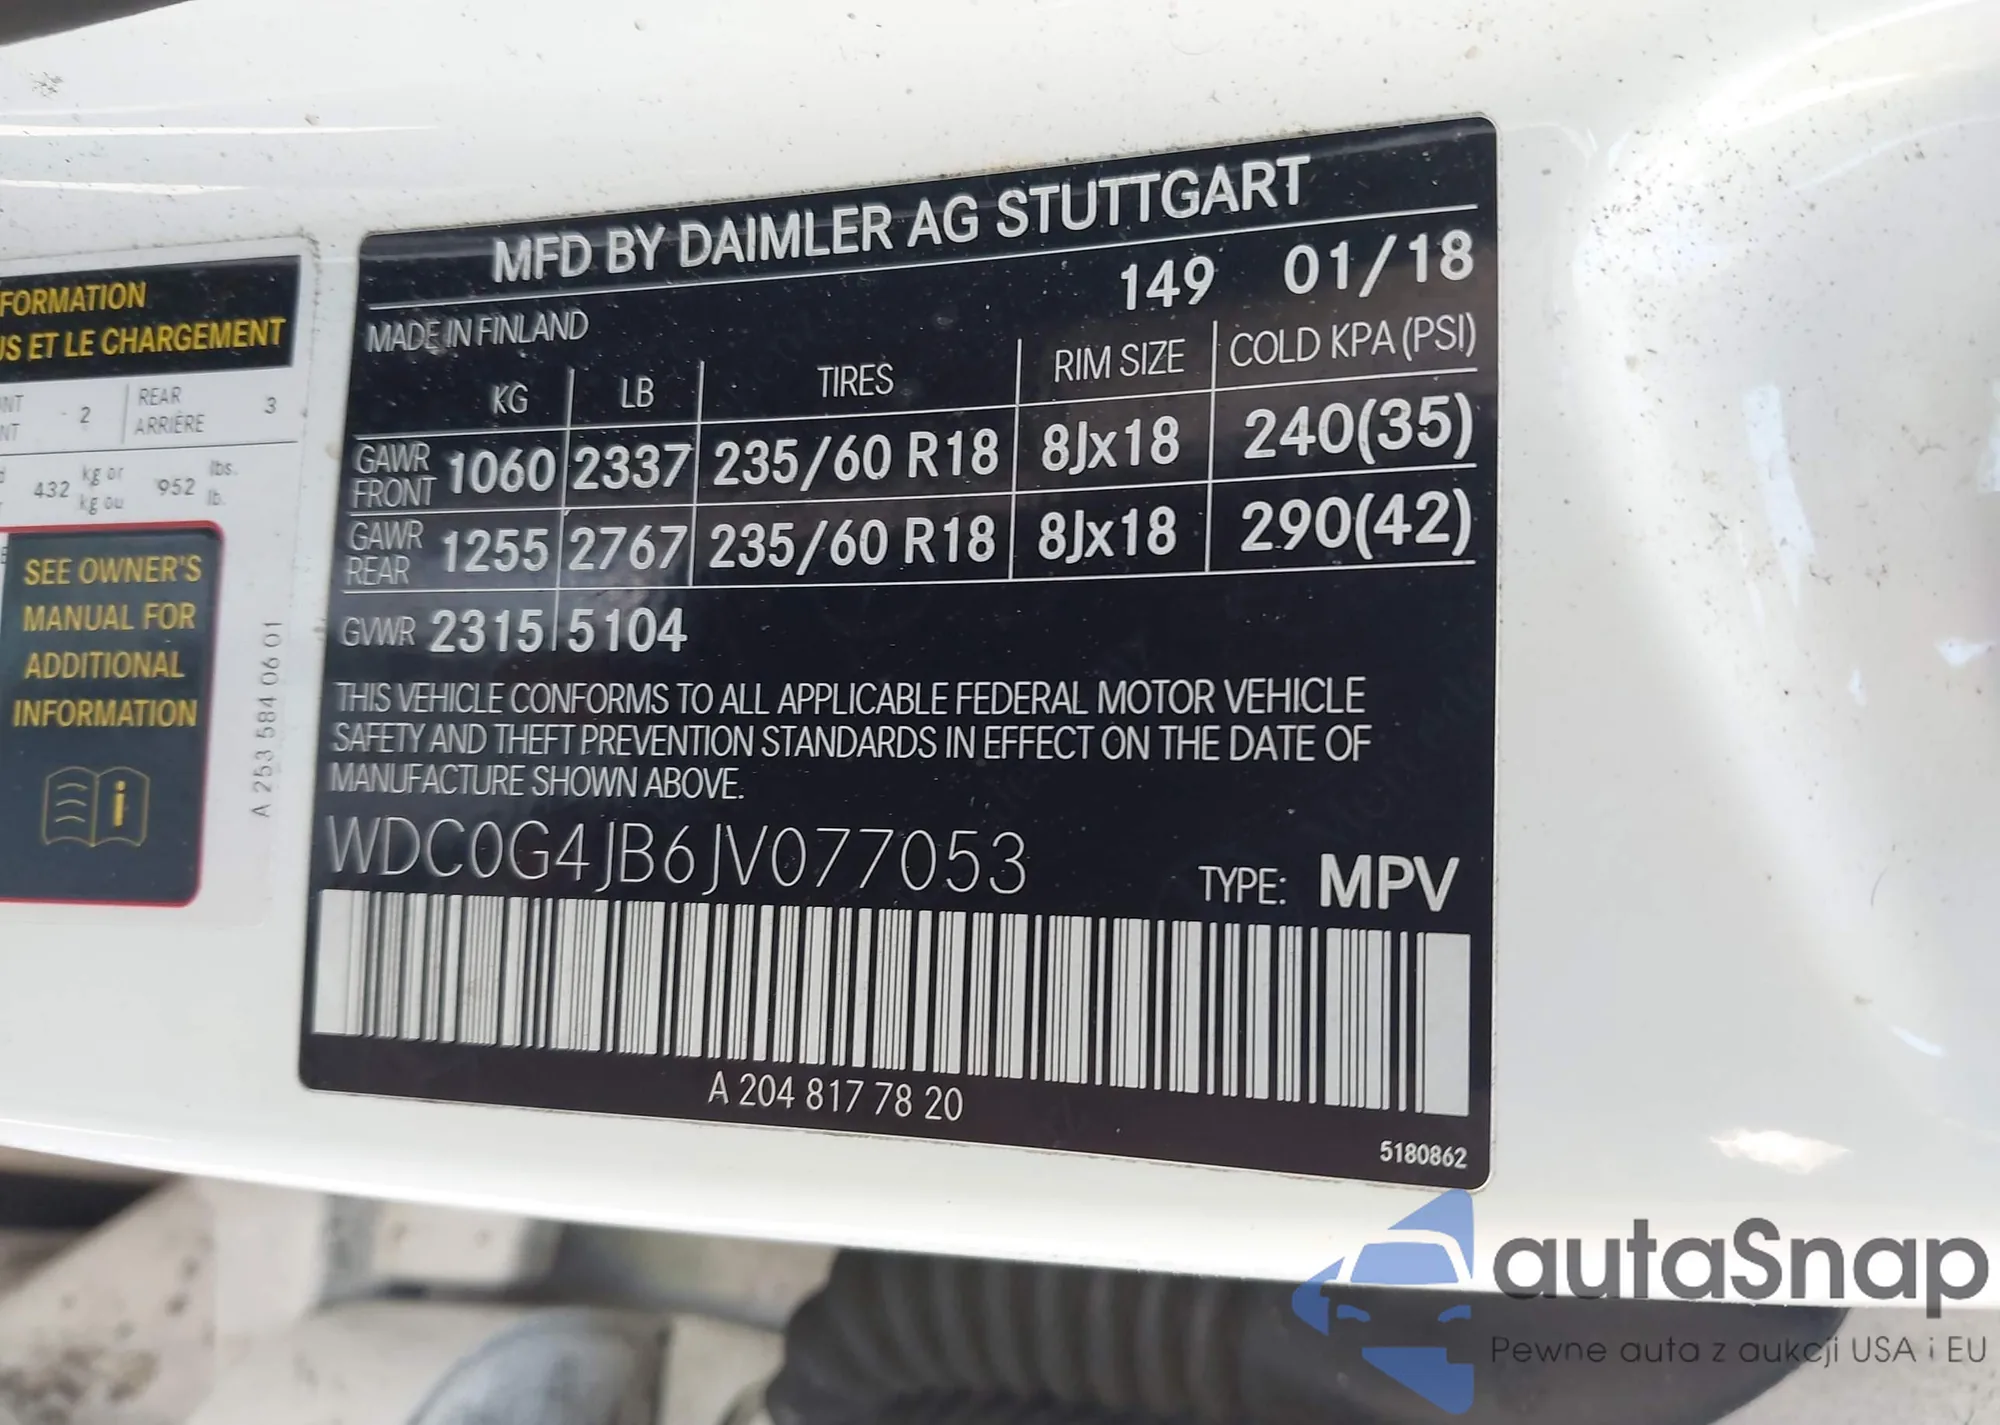 MFD BY DAIMLER AG STUTTGART
149 01/18
MADE IN FINLAND
KG LB TIRES RIM SIZE COLD KPA (PSI)
GAWR FRONT 1060 2337 235/60 R18 8Jx18 240(35)
GAWR REAR 1255 2767 235/60 R18 8Jx18 290(42)
GVWR 2315 5104
THIS VEHICLE CONFORMS TO ALL APPLICABLE FEDERAL MOTOR VEHICLE
SAFETY AND THEFT PREVENTION STANDARDS IN EFFECT ON THE DATE OF
MANUFACTURE SHOWN ABOVE.
WDC0G4JB6JV077053
TYPE: MPV
A 204 817 78 20
5180862
FORMATION
US ET LE CHARGEMENT
2 REAR 3
ARRIÈRE
432 kg or 952 lbs.
kg ou lb.
SEE OWNER'S
MANUAL FOR
ADDITIONAL
INFORMATION
i
A 253 584 06 01
autaSnap
Pewne auta z aukcji USA i EU